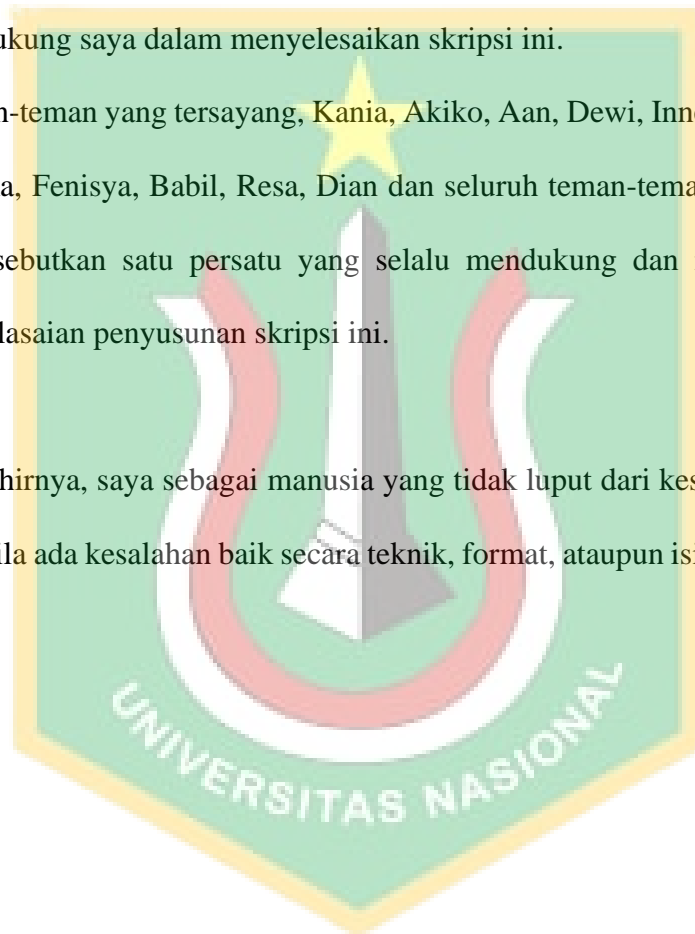 ukung saya dalam menyelesaikan skripsi ini.
n-teman yang tersayang, Kania, Akiko, Aan, Dewi, Inn
a, Fenisya, Babil, Resa, Dian dan seluruh teman-tema
sebutkan satu persatu yang selalu mendukung dan
lasaian penyusunan skripsi ini.
hirnya, saya sebagai manusia yang tidak luput dari kes
ila ada kesalahan baik secara teknik, format, ataupun isi
UNIVERSITAS NASIONAL